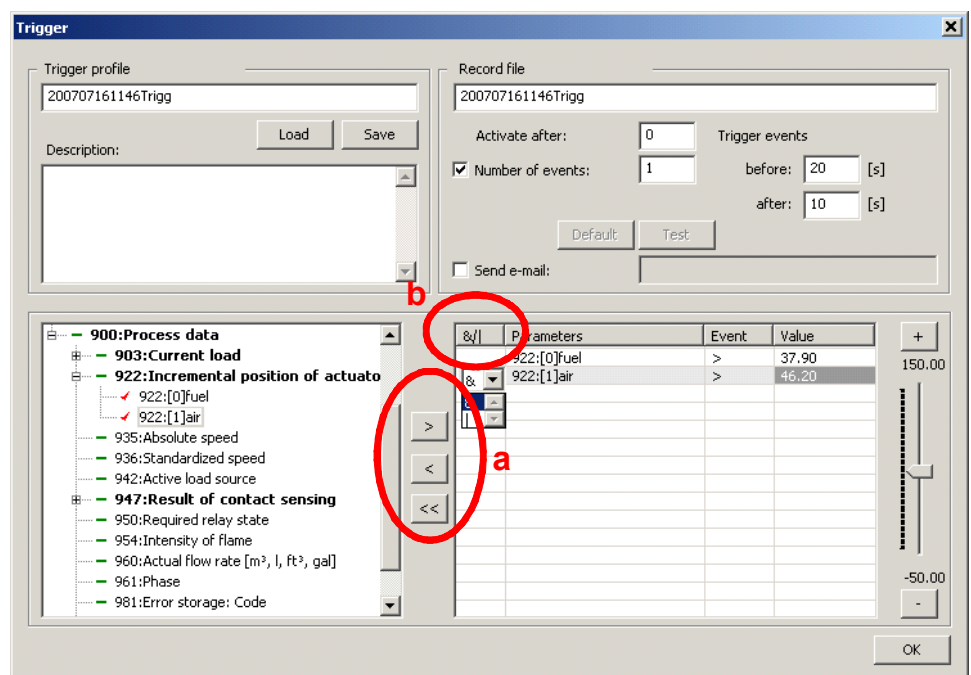 Trigger
Trigger profile
200707161146Trigg
Load Save
Description:
Record file
200707161146Trigg
Activate after: 0 Trigger events
Number of events: 1 before: 20 [s]
after: 10 [s]
Default Test
Send e-mail:
b
900:Process data
903:Current load
922:Incremental position of actuato
922:[0]fuel
922:[1]air
935:Absolute speed
936:Standardized speed
942:Active load source
947:Result of contact sensing
950:Required relay state
954:Intensity of flame
960:Actual flow rate [m³, l, ft³, gal]
961:Phase
981:Error storage: Code
>
<
<<
a
&/| Parameters Event Value
922:[0]fuel > 37.90
& 922:[1]air > 46.20
&
|
+
150.00
-50.00
-
OK